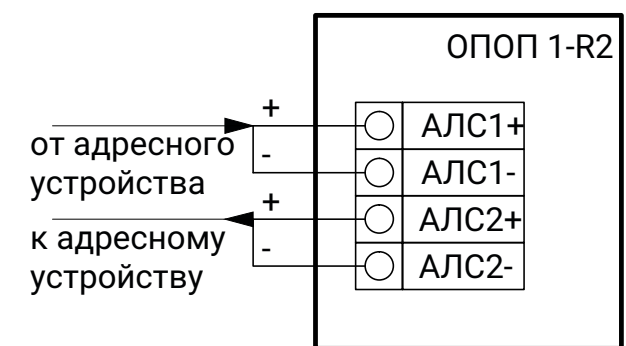 ОПОП 1-R2
+
АЛС1+
от адресного
-
АЛС1-
устройства
+
АЛС2+
к адресному
-
АЛС2-
устройству